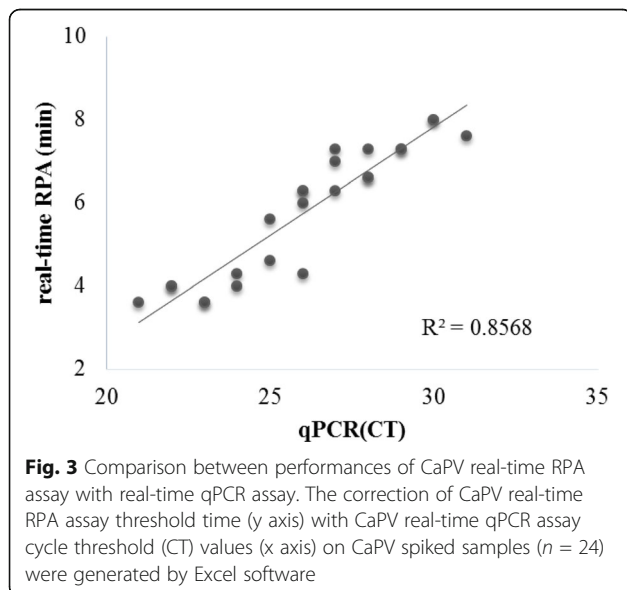 10
8
6
4
2
real-time RPA (min)
R² = 0.8568
20
25
30
35
qPCR(CT)
Fig. 3 Comparison between performances of CaPV real-time RPA
assay with real-time qPCR assay. The correction of CaPV real-time
RPA assay threshold time (y axis) with CaPV real-time qPCR assay
cycle threshold (CT) values (x axis) on CaPV spiked samples (n = 24)
were generated by Excel software